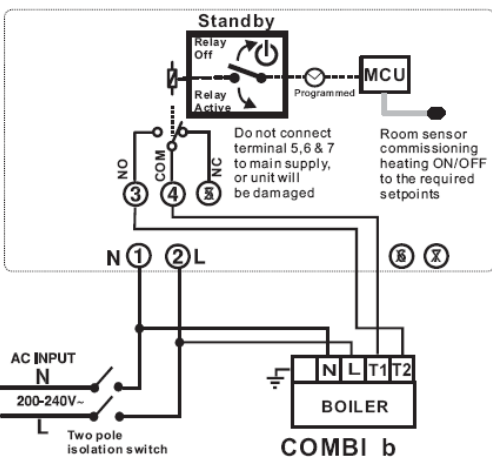 Standby
Relay
Off
Relay
Active
Programmed
MCU
Do not connect
terminal 5,6 & 7
to main supply,
or unit will
be damaged
Room sensor
commissioning
heating ON/OFF
to the required
setpoints
NO
COM
NC
3
4
5
N 1
2 L
6
7
AC INPUT
N
200-240V~
L
Two pole
isolation switch
N L T1 T2
BOILER
COMBI b